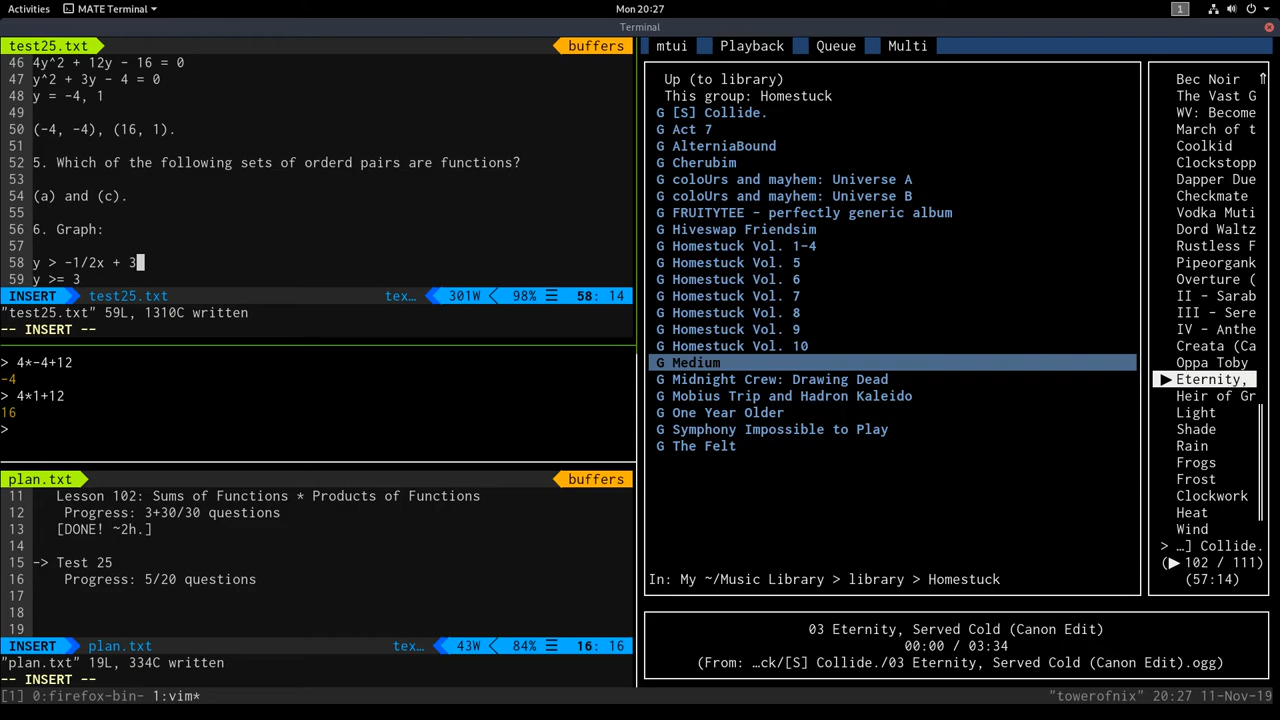 Activities MATE Terminal Mon 20:27 1
Terminal
test25.txt buffers
46 4y^2 + 12y - 16 = 0
47 y^2 + 3y - 4 = 0
48 y = -4, 1
49
50 (-4, -4), (16, 1).
51
52 5. Which of the following sets of orderd pairs are functions?
53
54 (a) and (c).
55
56 6. Graph:
57
58 y > -1/2x + 3
59 y >= 3
INSERT test25.txt tex… 301W 98% ☰ 58: 14
"test25.txt" 59L, 1310C written
-- INSERT --
> 4*-4+12
-4
> 4*1+12
16
>
plan.txt buffers
11 Lesson 102: Sums of Functions * Products of Functions
12 Progress: 3+30/30 questions
13 [DONE! ~2h.]
14
15 -> Test 25
16 Progress: 5/20 questions
17
18
19
INSERT plan.txt tex… 43W 84% ☰ 16: 16
"plan.txt" 19L, 334C written
-- INSERT --
mtui Playback Queue Multi
Up (to library)
This group: Homestuck
G [S] Collide.
G Act 7
G AlterniaBound
G Cherubim
G coloUrs and mayhem: Universe A
G coloUrs and mayhem: Universe B
G FRUITYTEE - perfectly generic album
G Hiveswap Friendsim
G Homestuck Vol. 1-4
G Homestuck Vol. 5
G Homestuck Vol. 6
G Homestuck Vol. 7
G Homestuck Vol. 8
G Homestuck Vol. 9
G Homestuck Vol. 10
G Medium
G Midnight Crew: Drawing Dead
G Mobius Trip and Hadron Kaleido
G One Year Older
G Symphony Impossible to Play
G The Felt
In: My ~/Music Library > library > Homestuck
Bec Noir ⇑
The Vast G
WV: Become
March of t
Coolkid
Clockstopp
Dapper Due
Checkmate
Vodka Muti
Dord Waltz
Rustless F
Pipeorgank
Overture (
II - Sarab
III - Sere
IV - Anthe
Creata (Ca
Oppa Toby
▶ Eternity,
Heir of Gr
Light
Shade
Rain
Frogs
Frost
Clockwork
Heat
Wind
> …] Collide.
(▶ 102 / 111)
(57:14)
03 Eternity, Served Cold (Canon Edit)
00:00 / 03:34
(From: …ck/[S] Collide./03 Eternity, Served Cold (Canon Edit).ogg)
[1] 0:firefox-bin- 1:vim* "towerofnix" 20:27 11-Nov-19